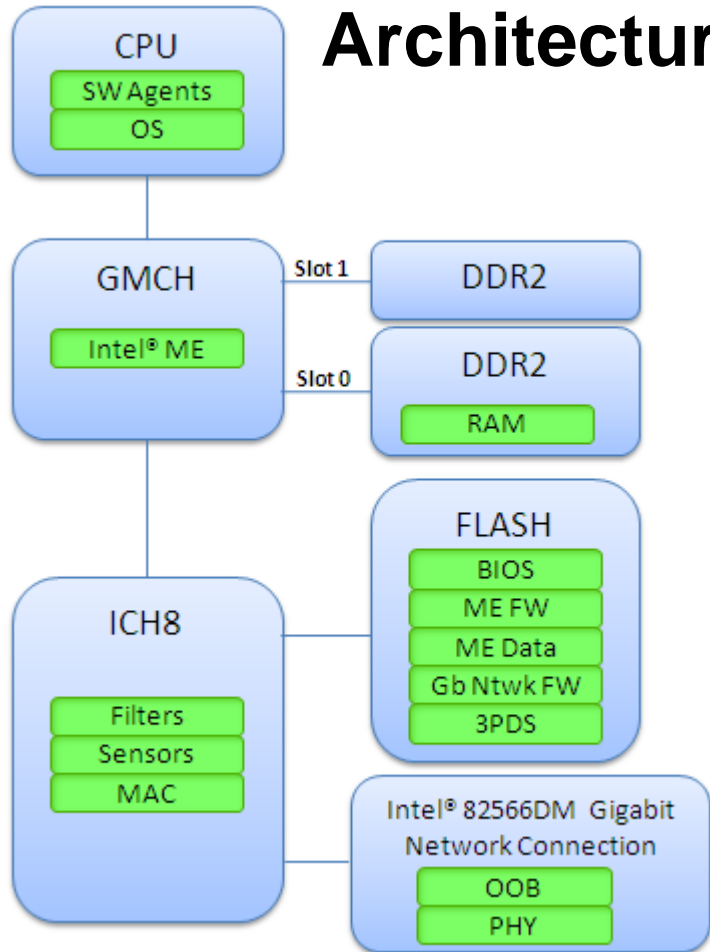 Architectur
CPU
SW Agents
OS
GMCH
Intel® ME
Slot 1
DDR2
Slot 0
DDR2
RAM
FLASH
BIOS
ME FW
ME Data
Gb Ntwk FW
3PDS
ICH8
Filters
Sensors
MAC
Intel® 82566DM Gigabit
Network Connection
OOB
PHY